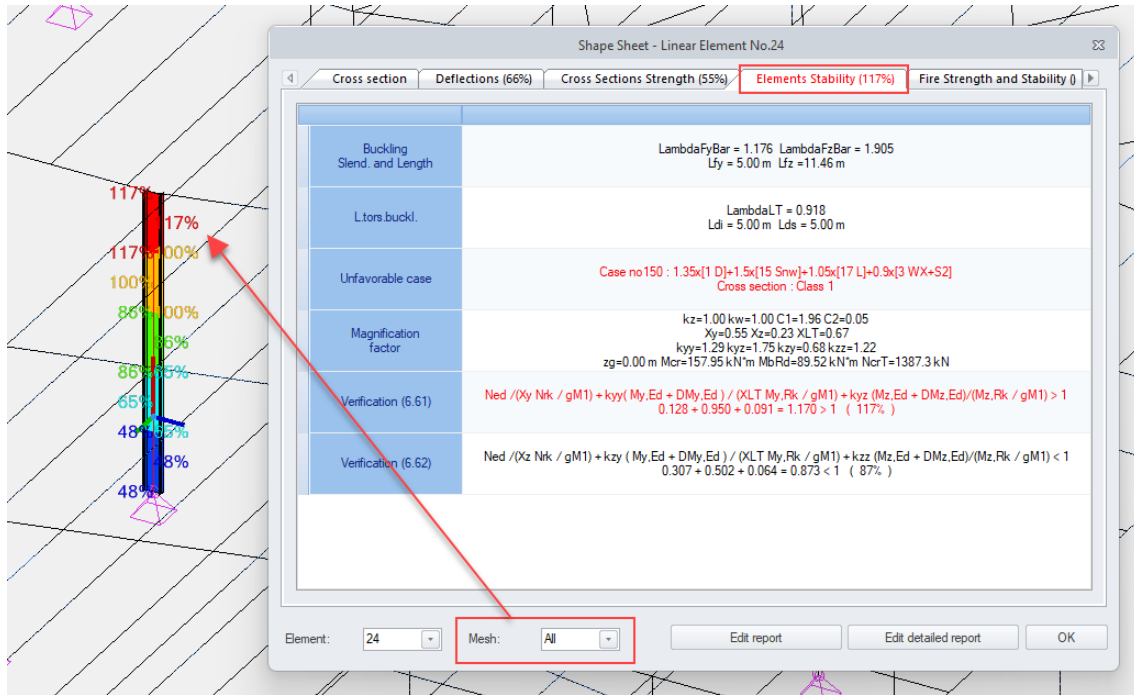 Shape Sheet - Linear Element No.24
Cross section
Deflections (66%)
Cross Sections Strength (55%)
Elements Stability (117%)
Fire Strength and Stability ()
Buckling
Slend. and Length
LambdaFyBar = 1.176 LambdaFzBar = 1.905
Lfy = 5.00 m Lfz =11.46 m
L.tors.buckl.
LambdaLT = 0.918
Ldi = 5.00 m Lds = 5.00 m
Unfavorable case
Case no150 : 1.35x[1 D]+1.5x[15 Snw]+1.05x[17 L]+0.9x[3 WX+S2]
Cross section : Class 1
Magnification
factor
kz=1.00 kw=1.00 C1=1.96 C2=0.05
Xy=0.55 Xz=0.23 XLT=0.67
kyy=1.29 kyz=1.75 kzy=0.68 kzz=1.22
zg=0.00 m Mcr=157.95 kN*m MbRd=89.52 kN*m NcrT=1387.3 kN
Verification (6.61)
Ned /(Xy Nrk / gM1) + kyy( My,Ed + DMy,Ed ) / (XLT My,Rk / gM1) + kyz (Mz,Ed + DMz,Ed)/(Mz,Rk / gM1) > 1
0.128 + 0.950 + 0.091 = 1.170 > 1 ( 117% )
Verification (6.62)
Ned /(Xz Nrk / gM1) + kzy ( My,Ed + DMy,Ed ) / (XLT My,Rk / gM1) + kzz (Mz,Ed + DMz,Ed)/(Mz,Rk / gM1) < 1
0.307 + 0.502 + 0.064 = 0.873 < 1 ( 87% )
117%
17%
117%
100%
100%
00%
86%
86%
65%
48%
48%
Element:
24
Mesh:
All
Edit report
Edit detailed report
OK